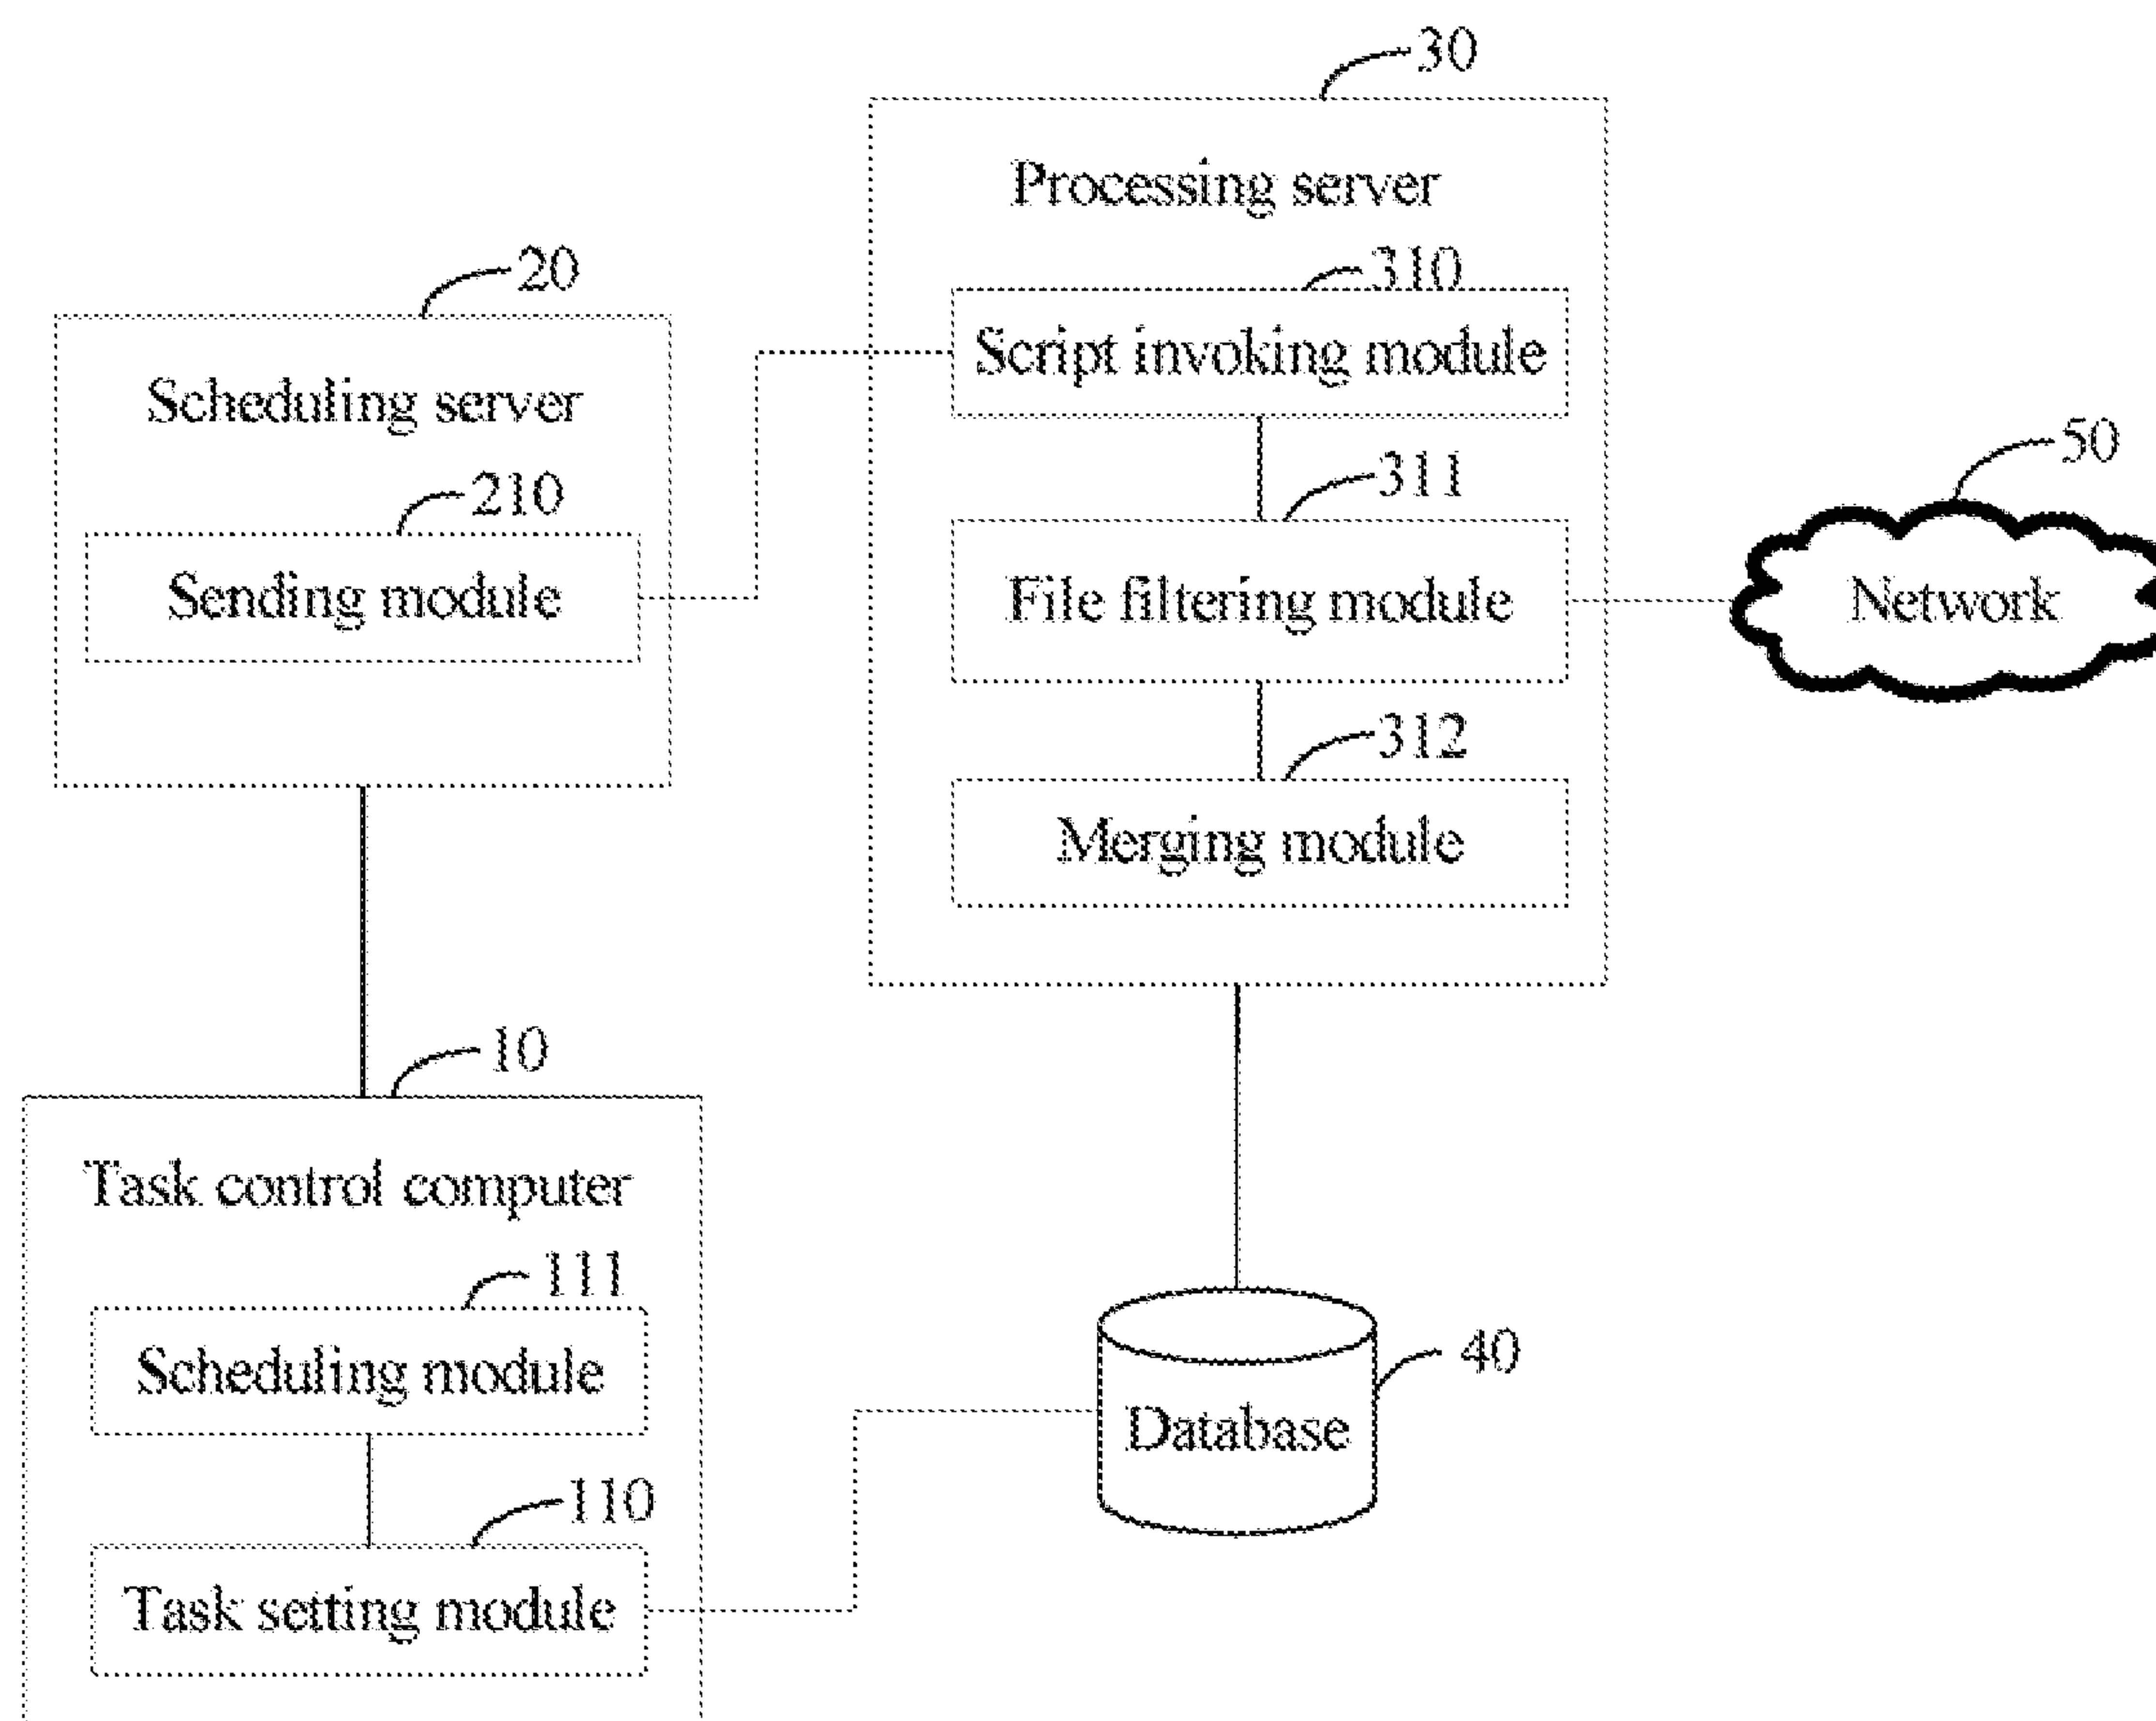 30
Processing server
310
Script invoking module
311
File filtering module
312
Merging module
20
Scheduling server
210
Sending module
50
Network
10
Task control computer
111
Scheduling module
110
Task setting module
40
Database